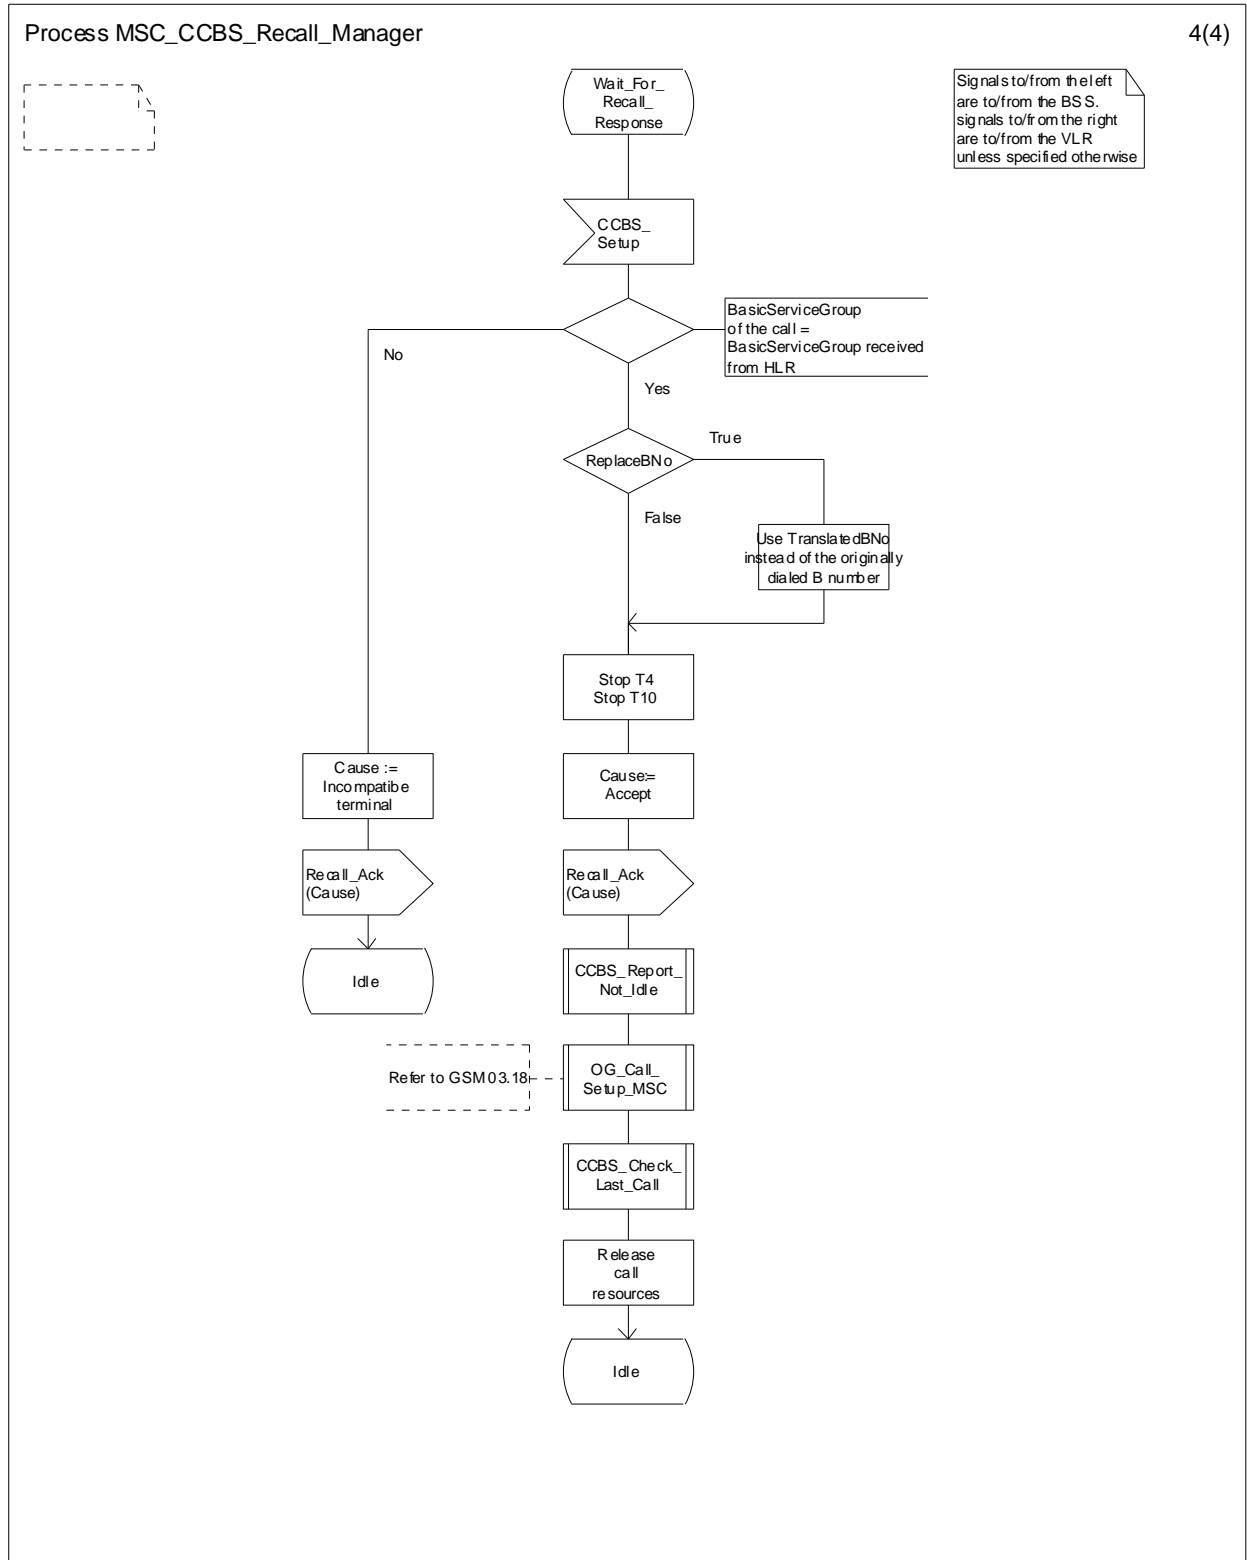 Process MSC_CCBS_Recall_Manager
4(4)
Wait_For_
Recall_
Response
Signals to/from the left
are to/from the BSS.
signals to/from the right
are to/from the VLR
unless specified otherwise
CCBS_
Setup
BasicServiceGroup
of the call =
BasicServiceGroup received
from HLR
No
Yes
True
ReplaceBNo
False
Use TranslatedBNo
instead of the originally
dialed B number
Stop T4
Stop T10
Cause :=
Incompatibe
terminal
Cause:=
Accept
Recall_Ack
(Cause)
Recall_Ack
(Cause)
Idle
CCBS_Report_
Not_Idle
Refer to GSM 03.18
OG_Call_
Setup_MSC
CCBS_Check_
Last_Call
Release
call
resources
Idle